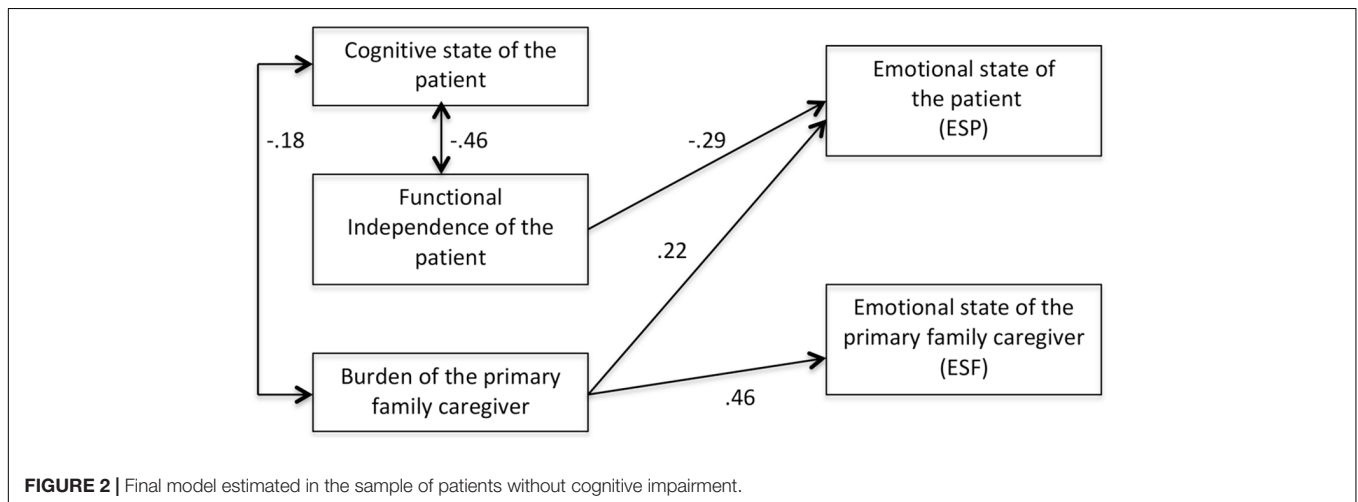 Cognitive state of the
patient
Emotional state of
the patient
(ESP)
-.18
-.46
-.29
Functional
Independence of the
patient
.22
Emotional state of the
primary family caregiver
(ESF)
Burden of the primary
family caregiver
.46
FIGURE 2 | Final model estimated in the sample of patients without cognitive impairment.